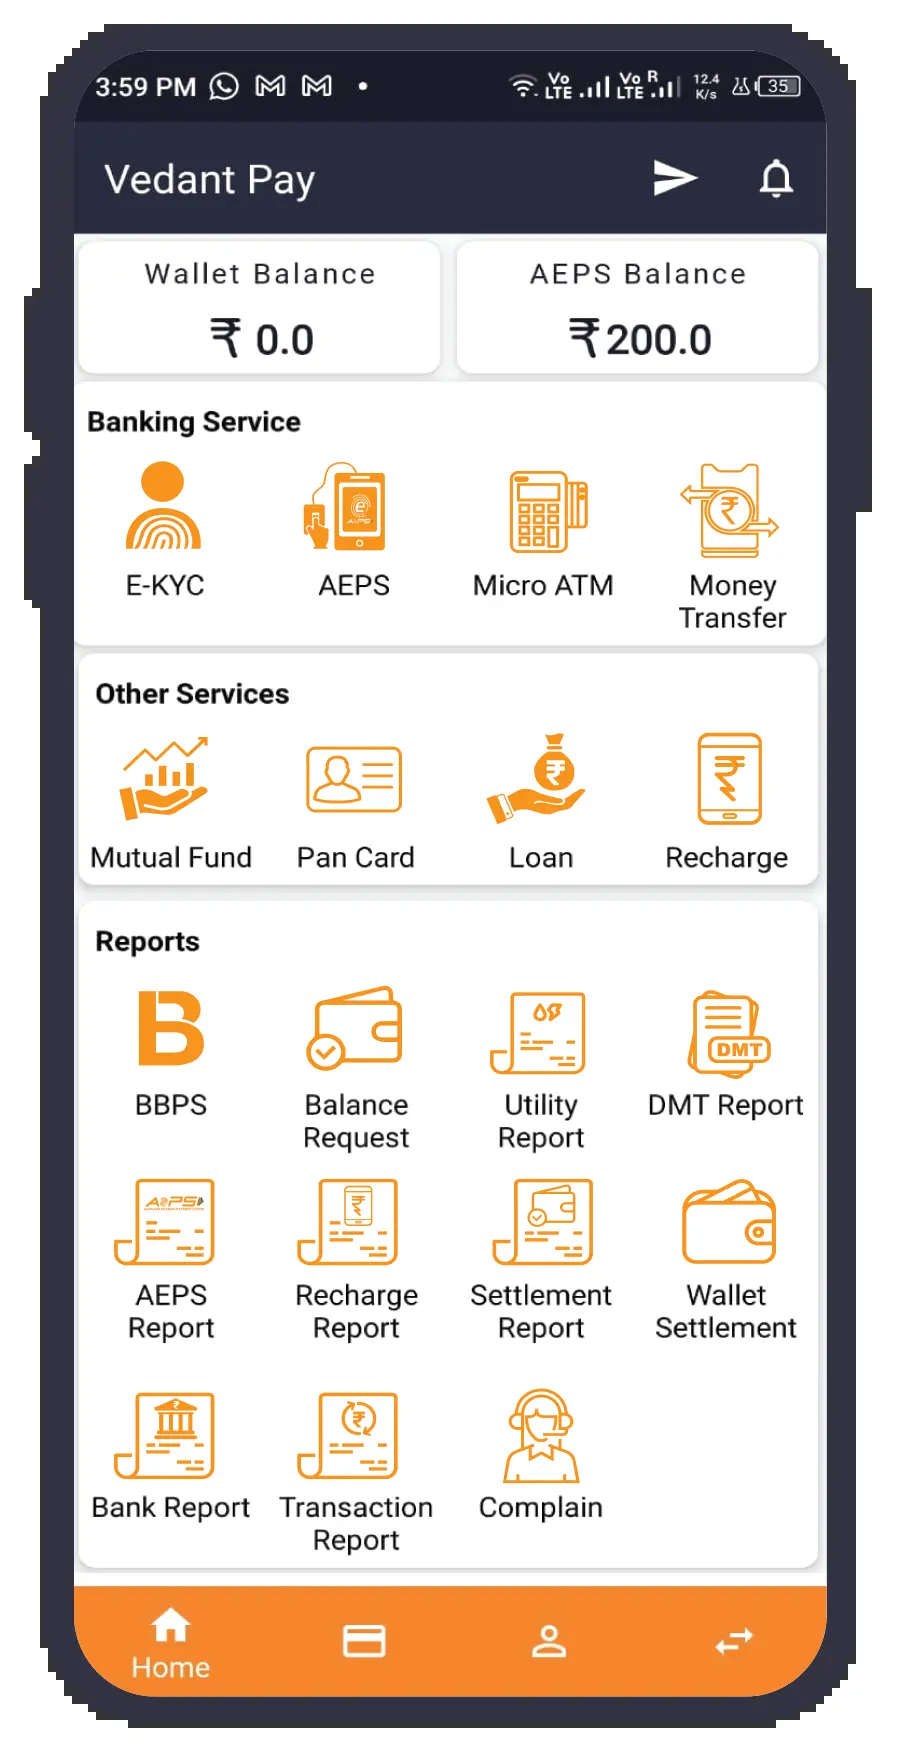 3:59 PM Vo LTE Vo R LTE 12.4 K/s 35
Vedant Pay
Wallet Balance AEPS Balance
₹ 0.0 ₹200.0
Banking Service
E-KYC AEPS Micro ATM Money
Transfer
Other Services
Mutual Fund Pan Card Loan Recharge
Reports
DMT
BBPS Balance Utility DMT Report
Request Report
AEPS
AEPS Recharge Settlement Wallet
Report Report Report Settlement
Bank Report Transaction Complain
Report
Home